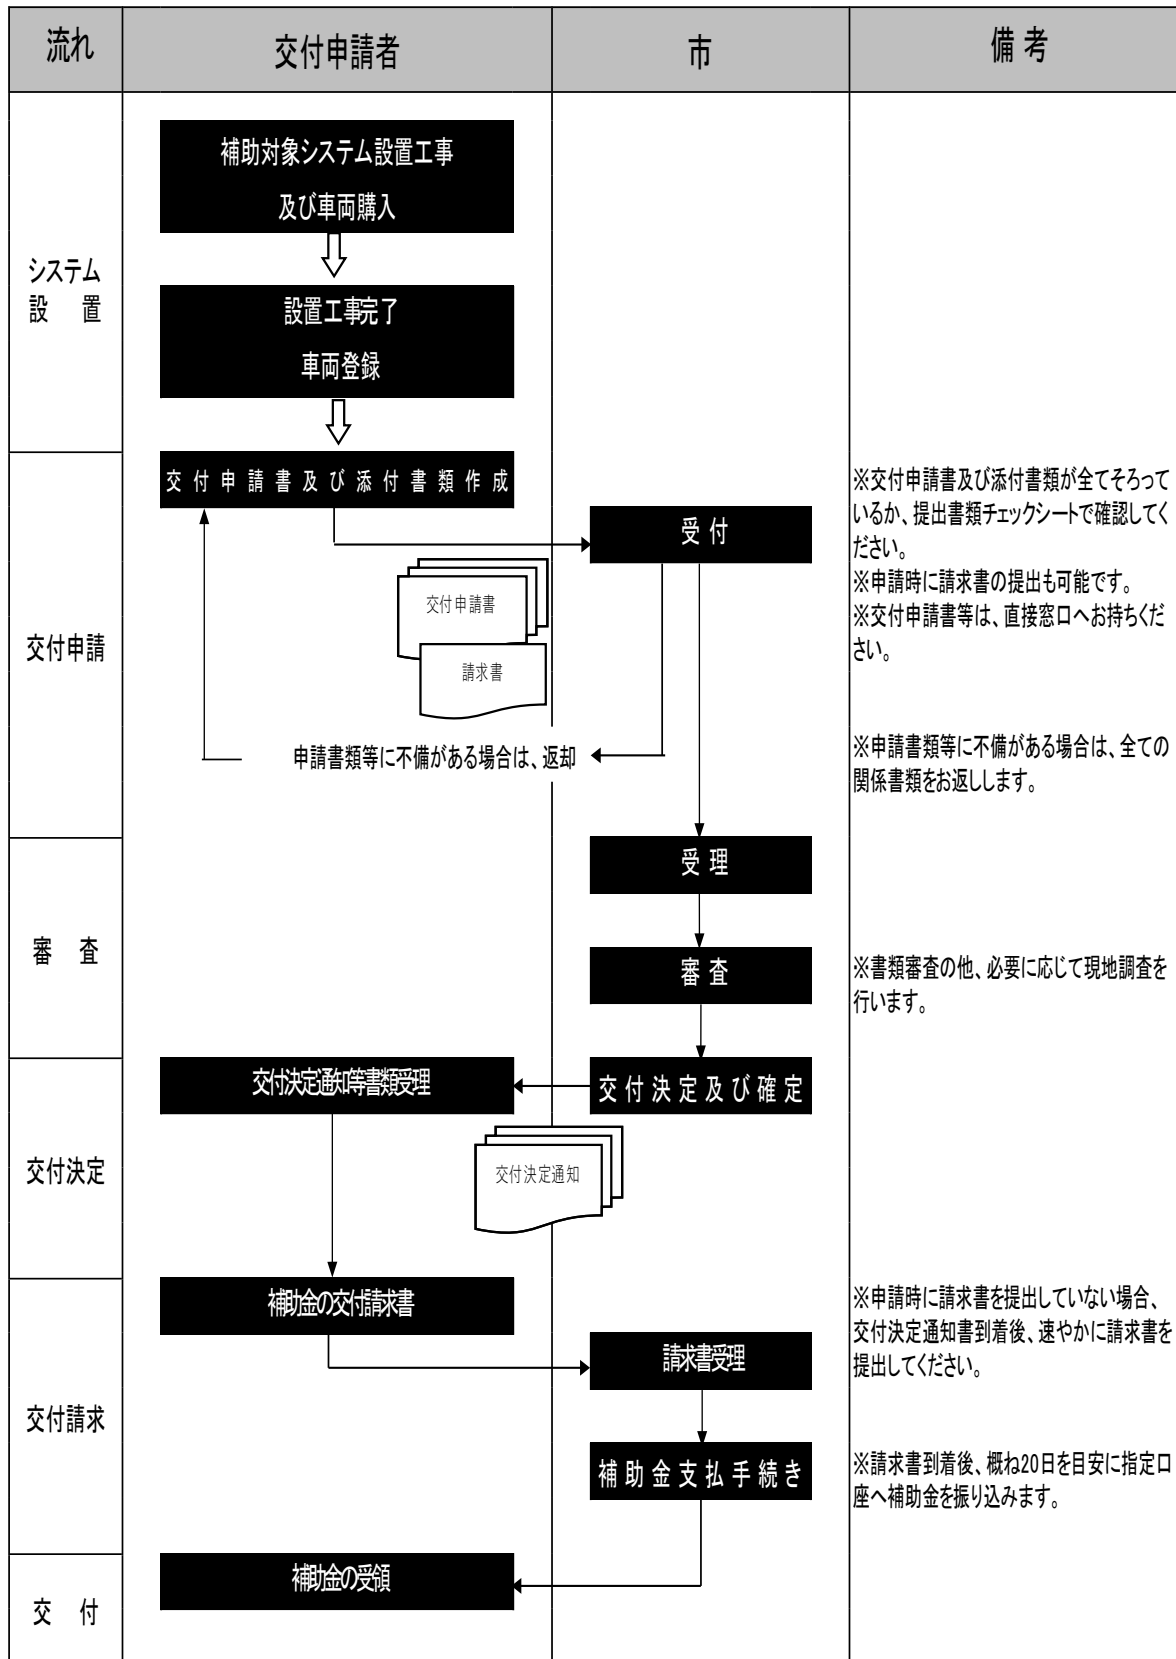 流れ
交付申請者
市
備 考
システム
設 置
補助対象システム設置工事
及び車両購入
設置工事完了
車両登録
交付申請
交付申請書及び添付書類作成
受 付
交付申請書
請求書
申請書類等に不備がある場合は、返却
※交付申請書及び添付書類が全てそろって
いるか、提出書類チェックシートで確認してく
ださい。
※申請時に請求書の提出も可能です。
※交付申請書等は、直接窓口へお持ちくだ
さい。
※申請書類等に不備がある場合は、全ての
関係書類をお返しします。
審 査
受 理
審 査
※書類審査の他、必要に応じて現地調査を
行います。
交付決定
交付決定通知等書類受理
交付決定及び確定
交付決定通知
交付請求
補助金の交付請求書
請求書受理
補助金支払手続き
※申請時に請求書を提出していない場合、
交付決定通知書到着後、速やかに請求書を
提出してください。
※請求書到着後、概ね20日を目安に指定口
座へ補助金を振り込みます。
交 付
補助金の受領